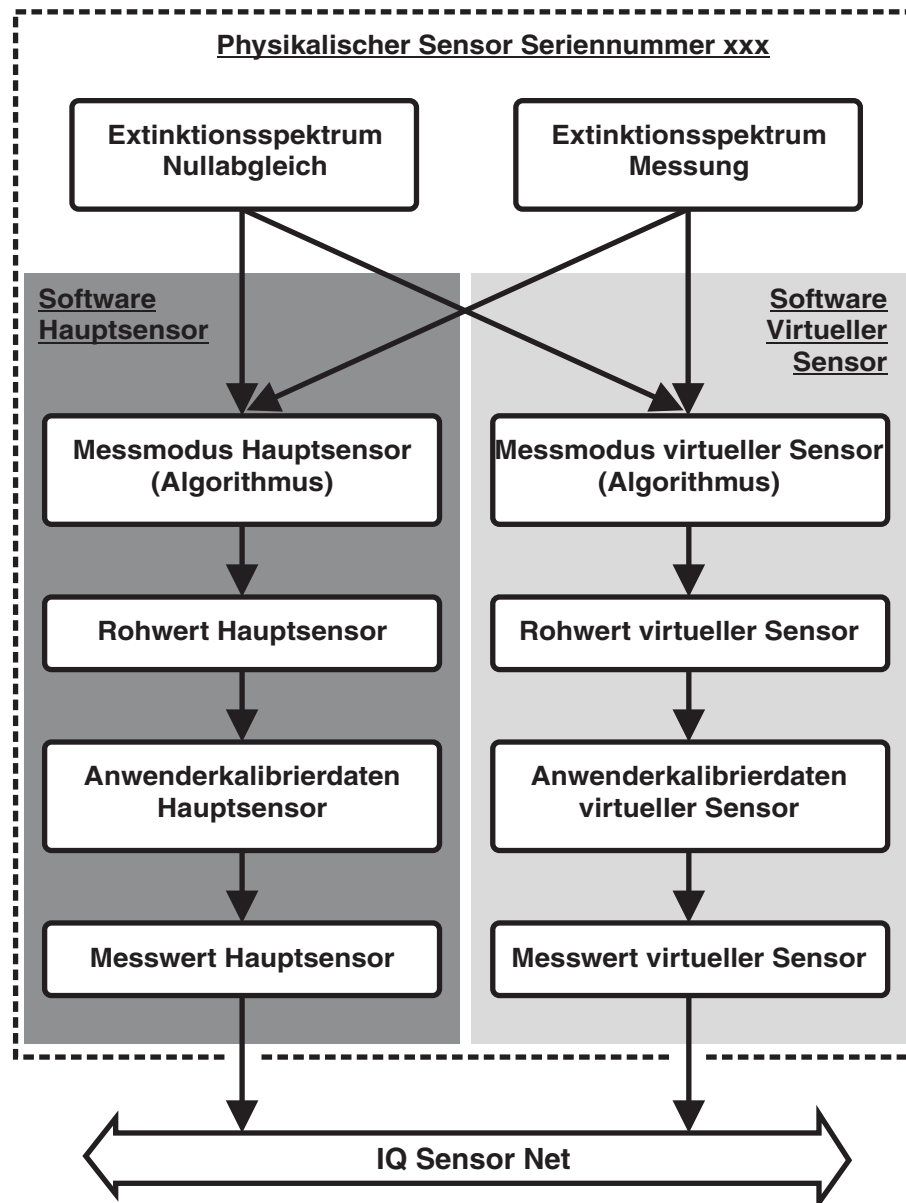 Physikalischer Sensor Seriennummer xxx
Extinktionsspektrum
Nullabgleich
Extinktionsspektrum
Messung
Software
Hauptsensor
Software
Virtueller
Sensor
Messmodus Hauptsensor
(Algorithmus)
Messmodus virtueller Sensor
(Algorithmus)
Rohwert Hauptsensor
Rohwert virtueller Sensor
Anwenderkalibrierdaten
Hauptsensor
Anwenderkalibrierdaten
virtueller Sensor
Messwert Hauptsensor
Messwert virtueller Sensor
IQ Sensor Net